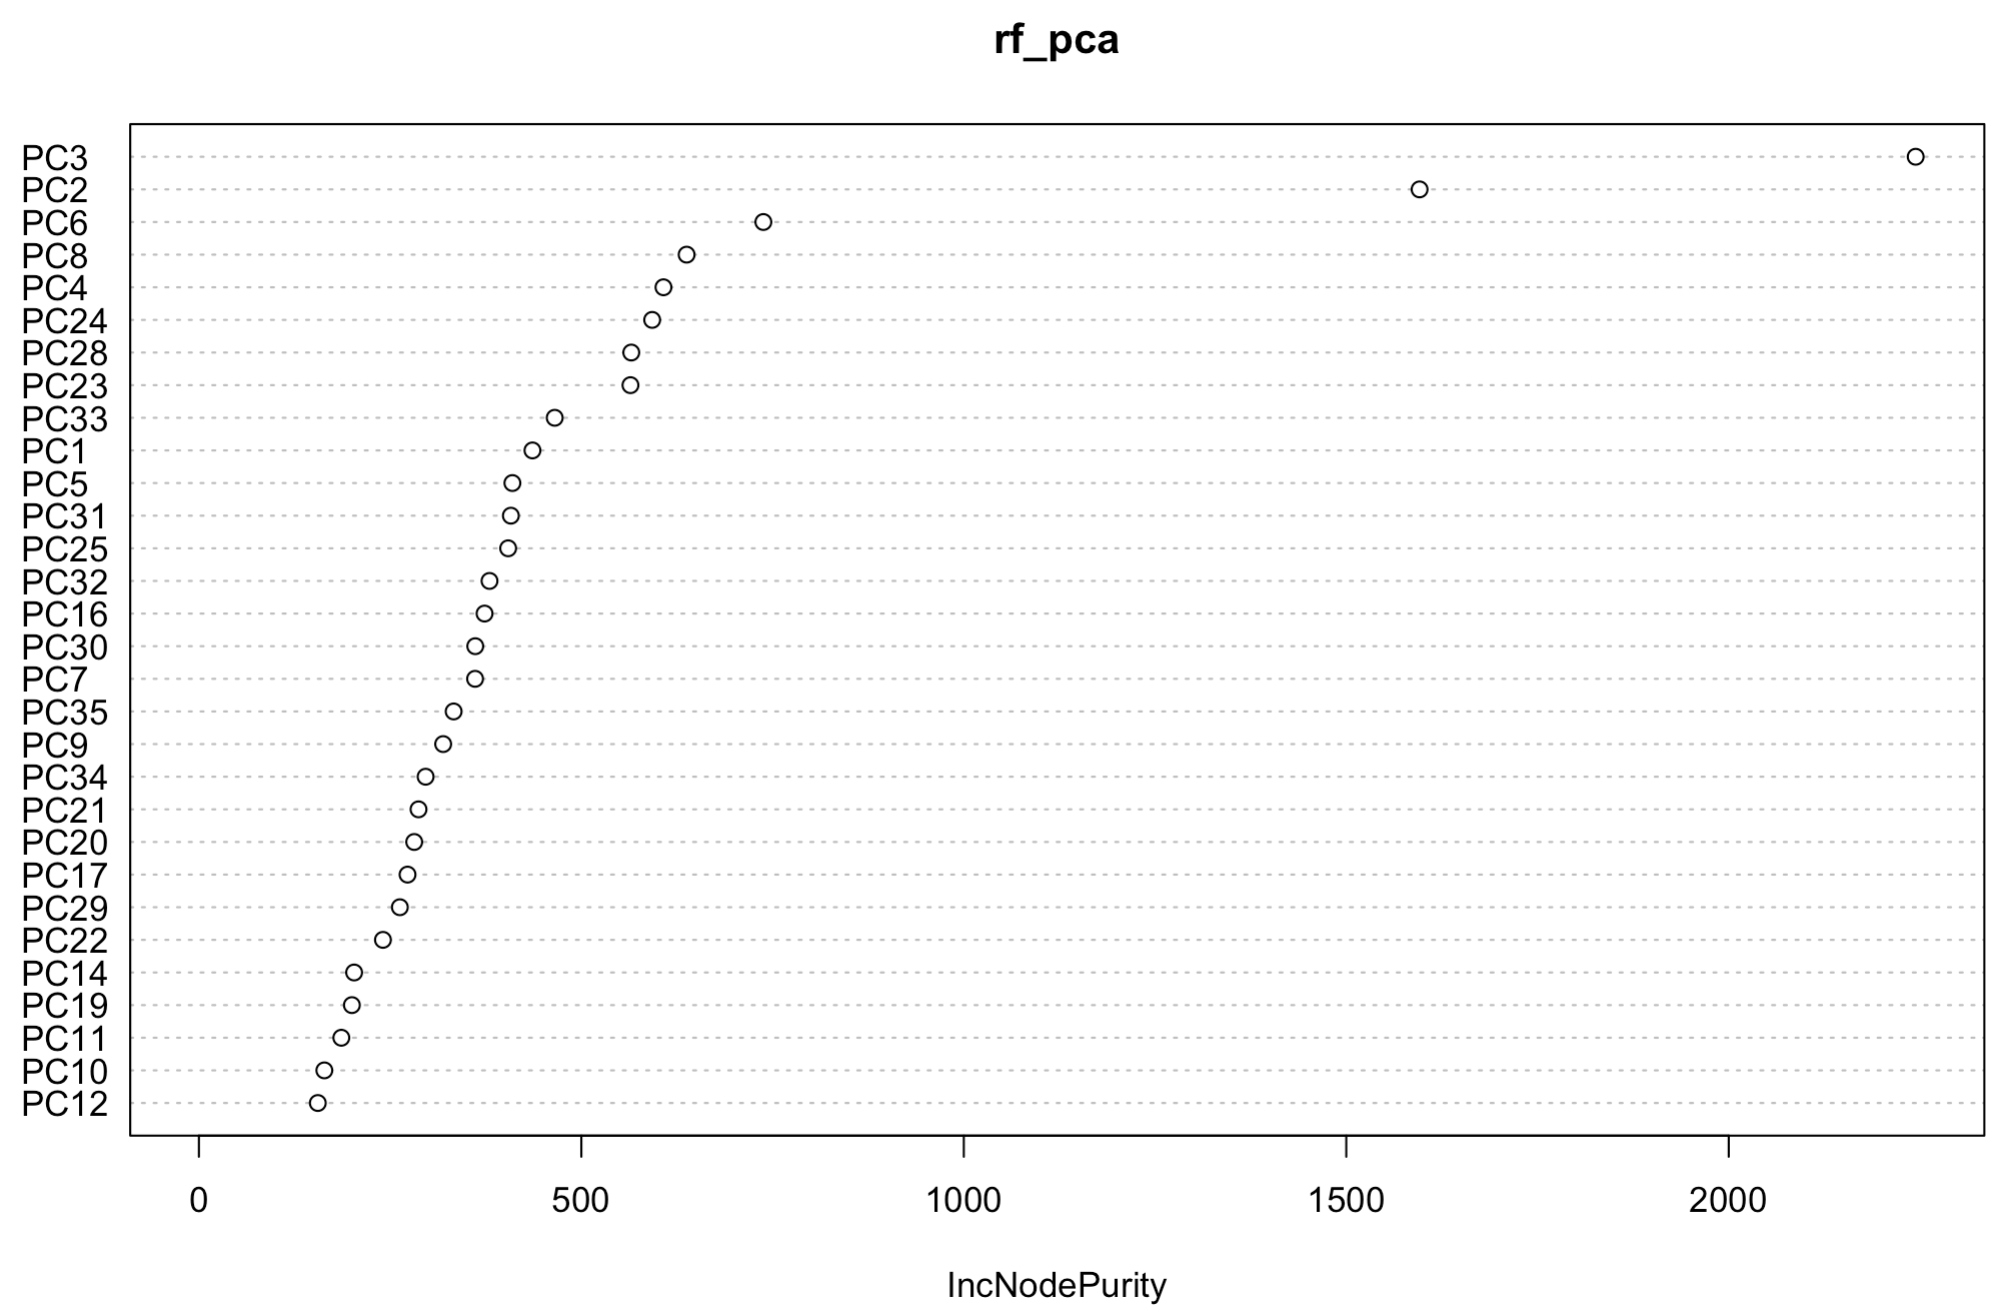 rf_pca
PC3
PC2
PC6
PC8
PC4
PC24
PC28
PC23
PC33
PC1
PC5
PC31
PC25
PC32
PC16
PC30
PC7
PC35
PC9
PC34
PC21
PC20
PC17
PC29
PC22
PC14
PC19
PC11
PC10
PC12
0 500 1000 1500 2000
IncNodePurity